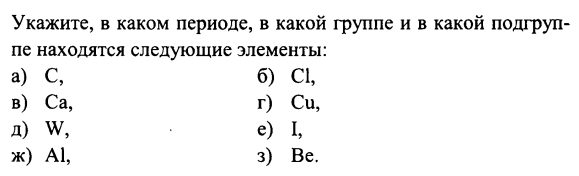 Укажите, в каком периоде, в какой группе и в какой подгруп-
пе находятся следующие элементы:
а) C, б) Cl,
в) Ca, г) Cu,
д) W, е) I,
ж) Al, з) Be.